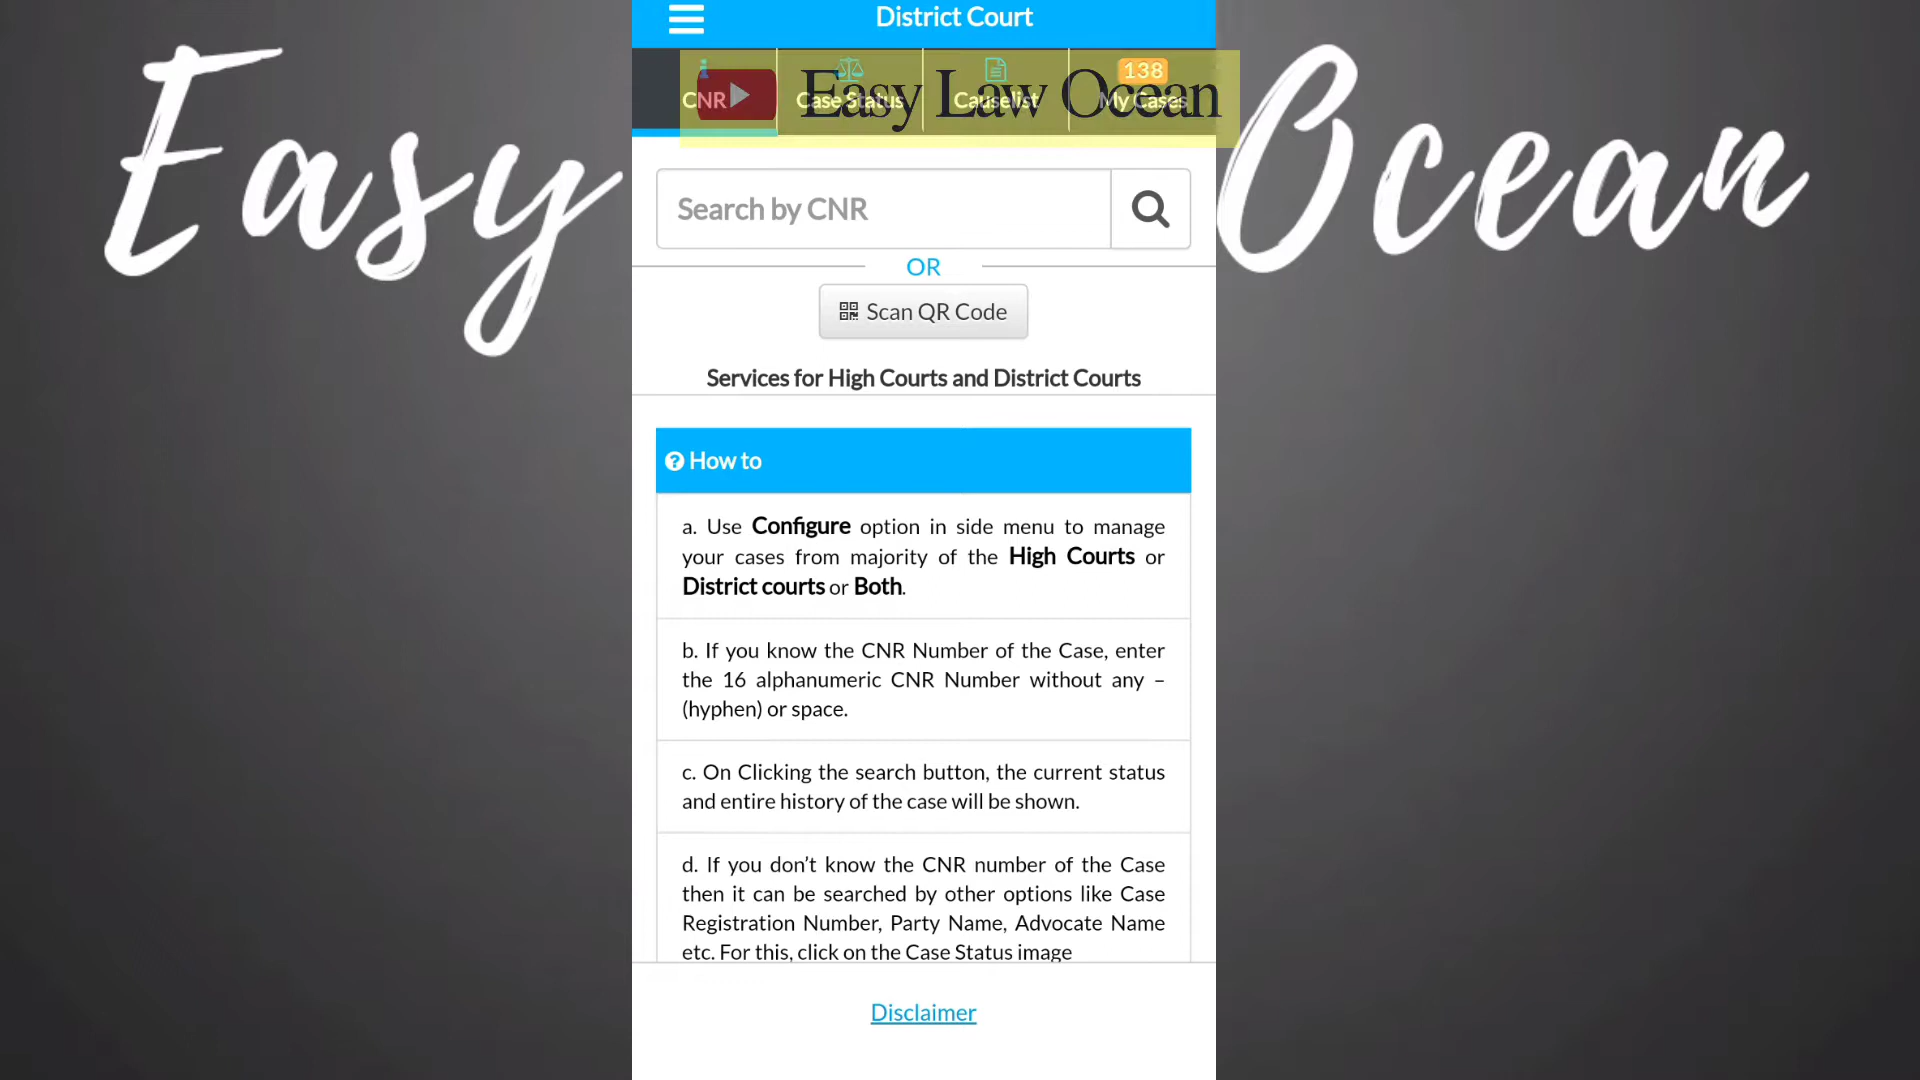 District Court
Easy Ocean
138
CNR Case Status Causelist My Cases
Easy Law Ocean
Search by CNR
OR
Scan QR Code
Services for High Courts and District Courts
How to
a. Use Configure option in side menu to manage
your cases from majority of the High Courts or
District courts or Both.
b. If you know the CNR Number of the Case, enter
the 16 alphanumeric CNR Number without any –
(hyphen) or space.
c. On Clicking the search button, the current status
and entire history of the case will be shown.
d. If you don't know the CNR number of the Case
then it can be searched by other options like Case
Registration Number, Party Name, Advocate Name
etc. For this, click on the Case Status image
Disclaimer